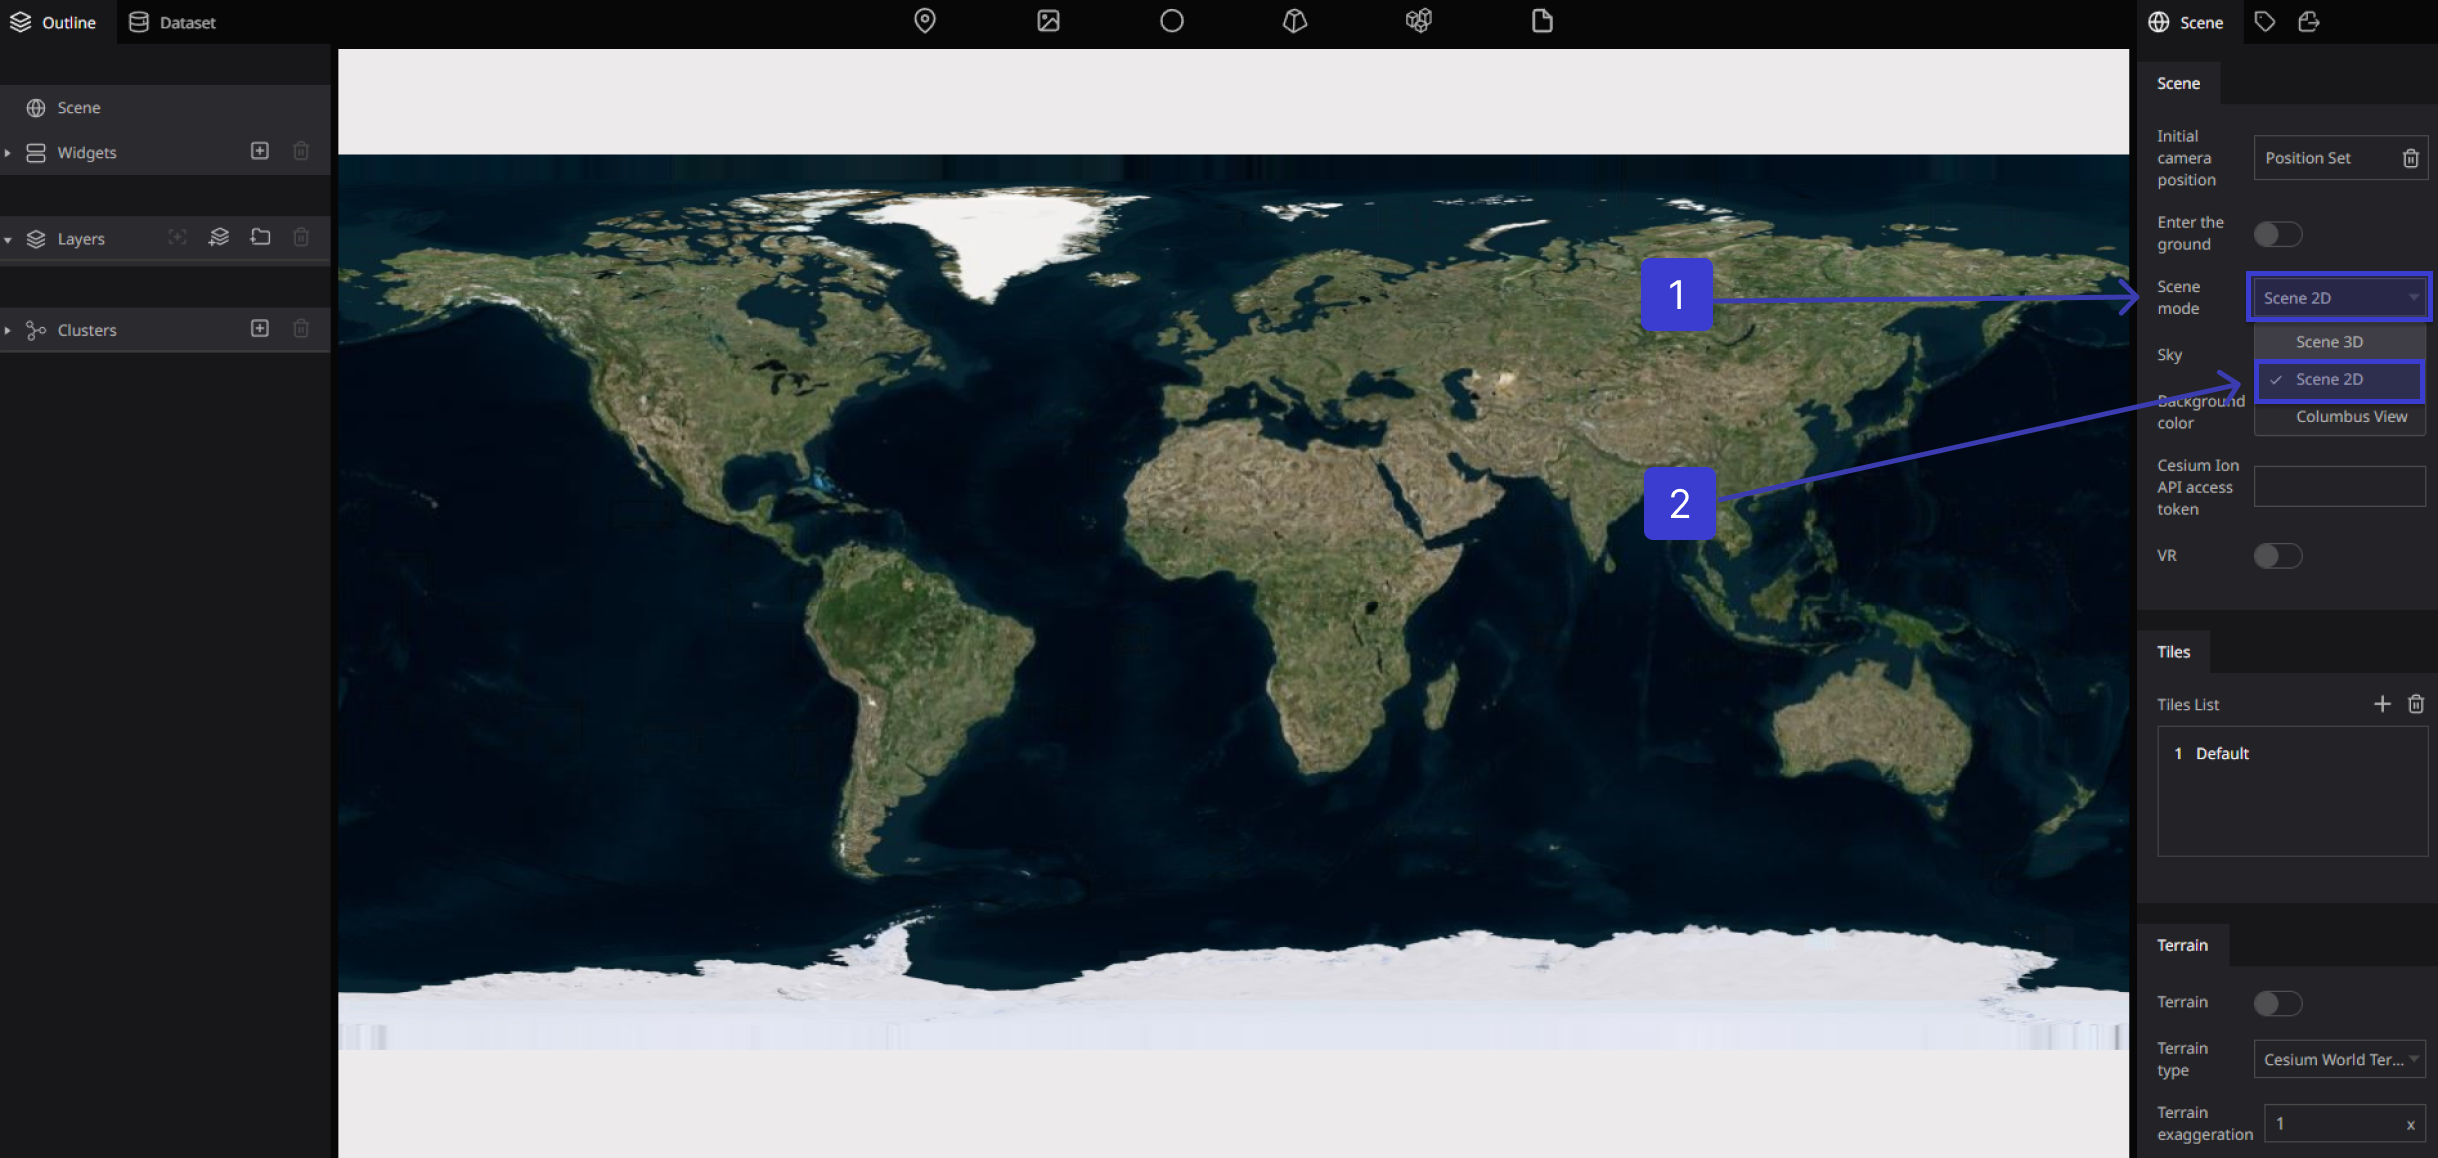 Outline
Dataset
Scene
Scene
Widgets
Layers
Clusters
1
2
Scene
Initial
camera
position
Position Set
Enter the
ground
Scene
mode
Scene 2D
Scene 3D
Scene 2D
Columbus View
Sky
Background
color
Cesium Ion
API access
token
VR
Tiles
Tiles List
1 Default
Terrain
Terrain
Terrain
type
Cesium World Ter...
Terrain
exaggeration
1 x